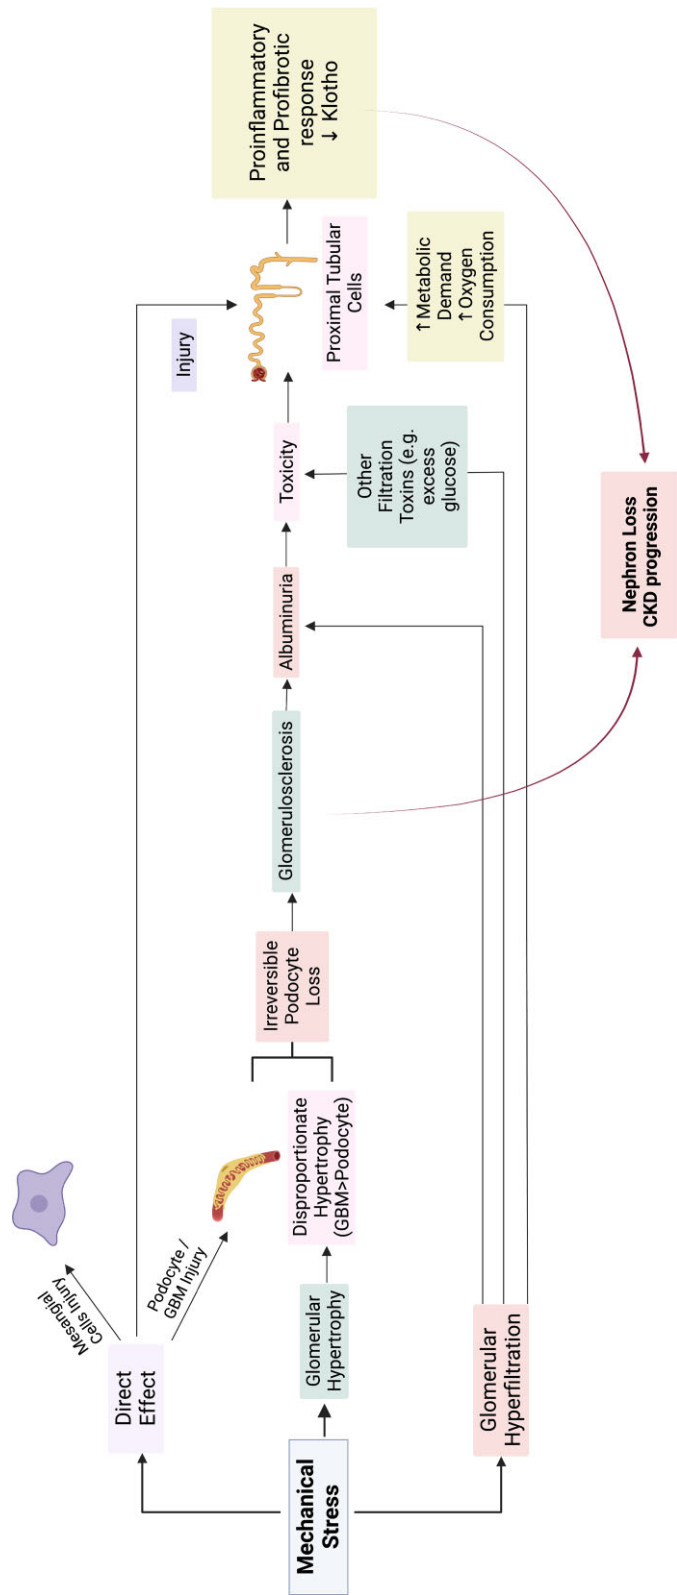 Mechanical
Stress
Direct
Effect
Mesangial
Cells Injury
Podocyte /
GBM Injury
Glomerular
Hypertrophy
Disproportionate
Hypertrophy
(GBM>Podocyte)
Irreversible
Podocyte
Loss
Glomerulosclerosis
Albuminuria
Toxicity
Injury
Proximal Tubular
Cells
Proinflammatory
and Profibrotic
response
↓ Klotho
Glomerular
Hyperfiltration
Other
Filtration
Toxins (e.g.
excess
glucose)
↑Metabolic
Demand
↑Oxygen
Consumption
Nephron Loss
CKD progression